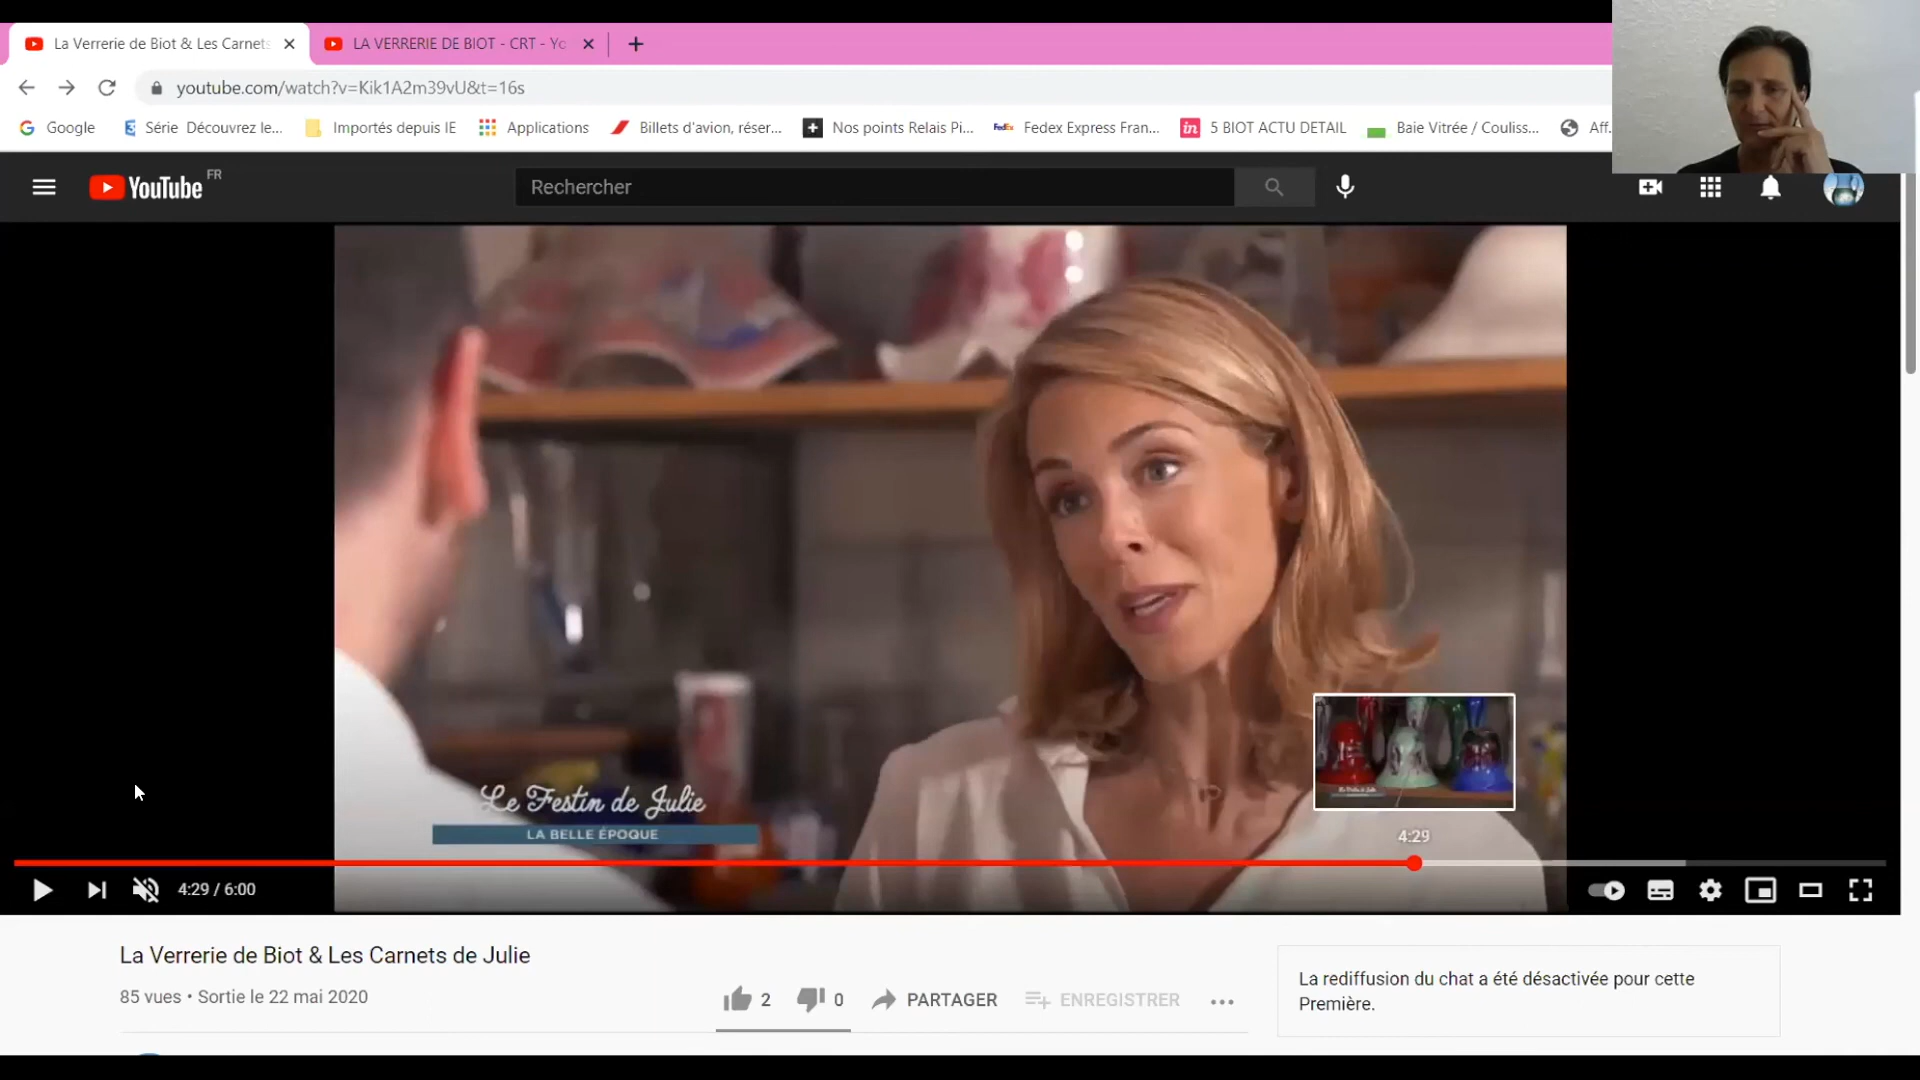 La Verrerie de Biot & Les Carnets
LA VERRERIE DE BIOT - CRT - Yo
youtube.com/watch?v=Kik1A2m39vU&t=16s
Google
Série Découvrez le...
Importés depuis IE
Applications
Billets d'avion, réser...
Nos points Relais Pi...
FedEx
Fedex Express Fran...
in
5 BIOT ACTU DETAIL
Baie Vitrée / Couliss...
Aff.
YouTube FR
Rechercher
Le Festin de Julie
LA BELLE ÉPOQUE
4:29
4:29 / 6:00
La Verrerie de Biot & Les Carnets de Julie
85 vues • Sortie le 22 mai 2020
2
0
PARTAGER
ENREGISTRER
La rediffusion du chat a été désactivée pour cette
Première.